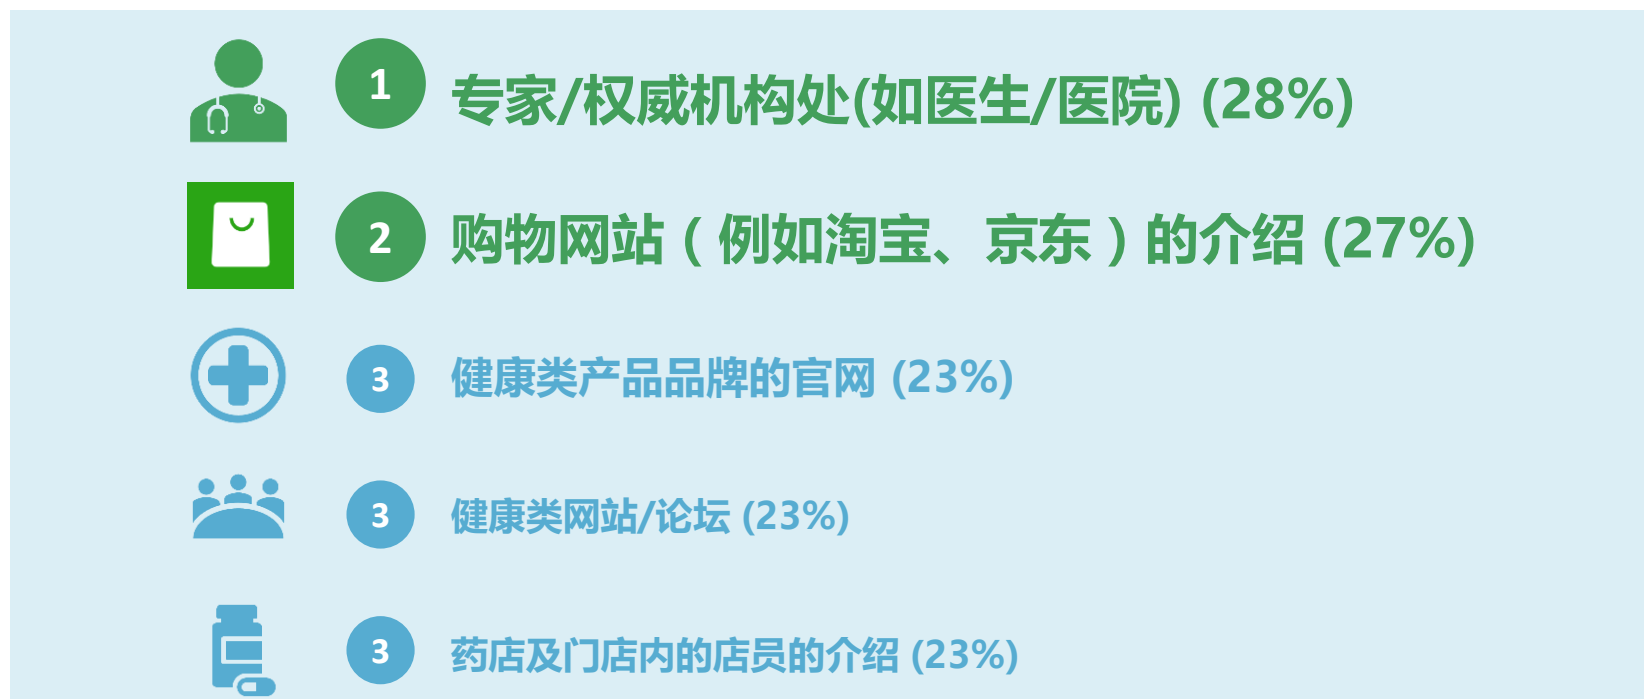 1 专家/权威机构处(如医生/医院) (28%)
2 购物网站（例如淘宝、京东）的介绍 (27%)
3 健康类产品品牌的官网 (23%)
3 健康类网站/论坛 (23%)
3 药店及门店内的店员的介绍 (23%)